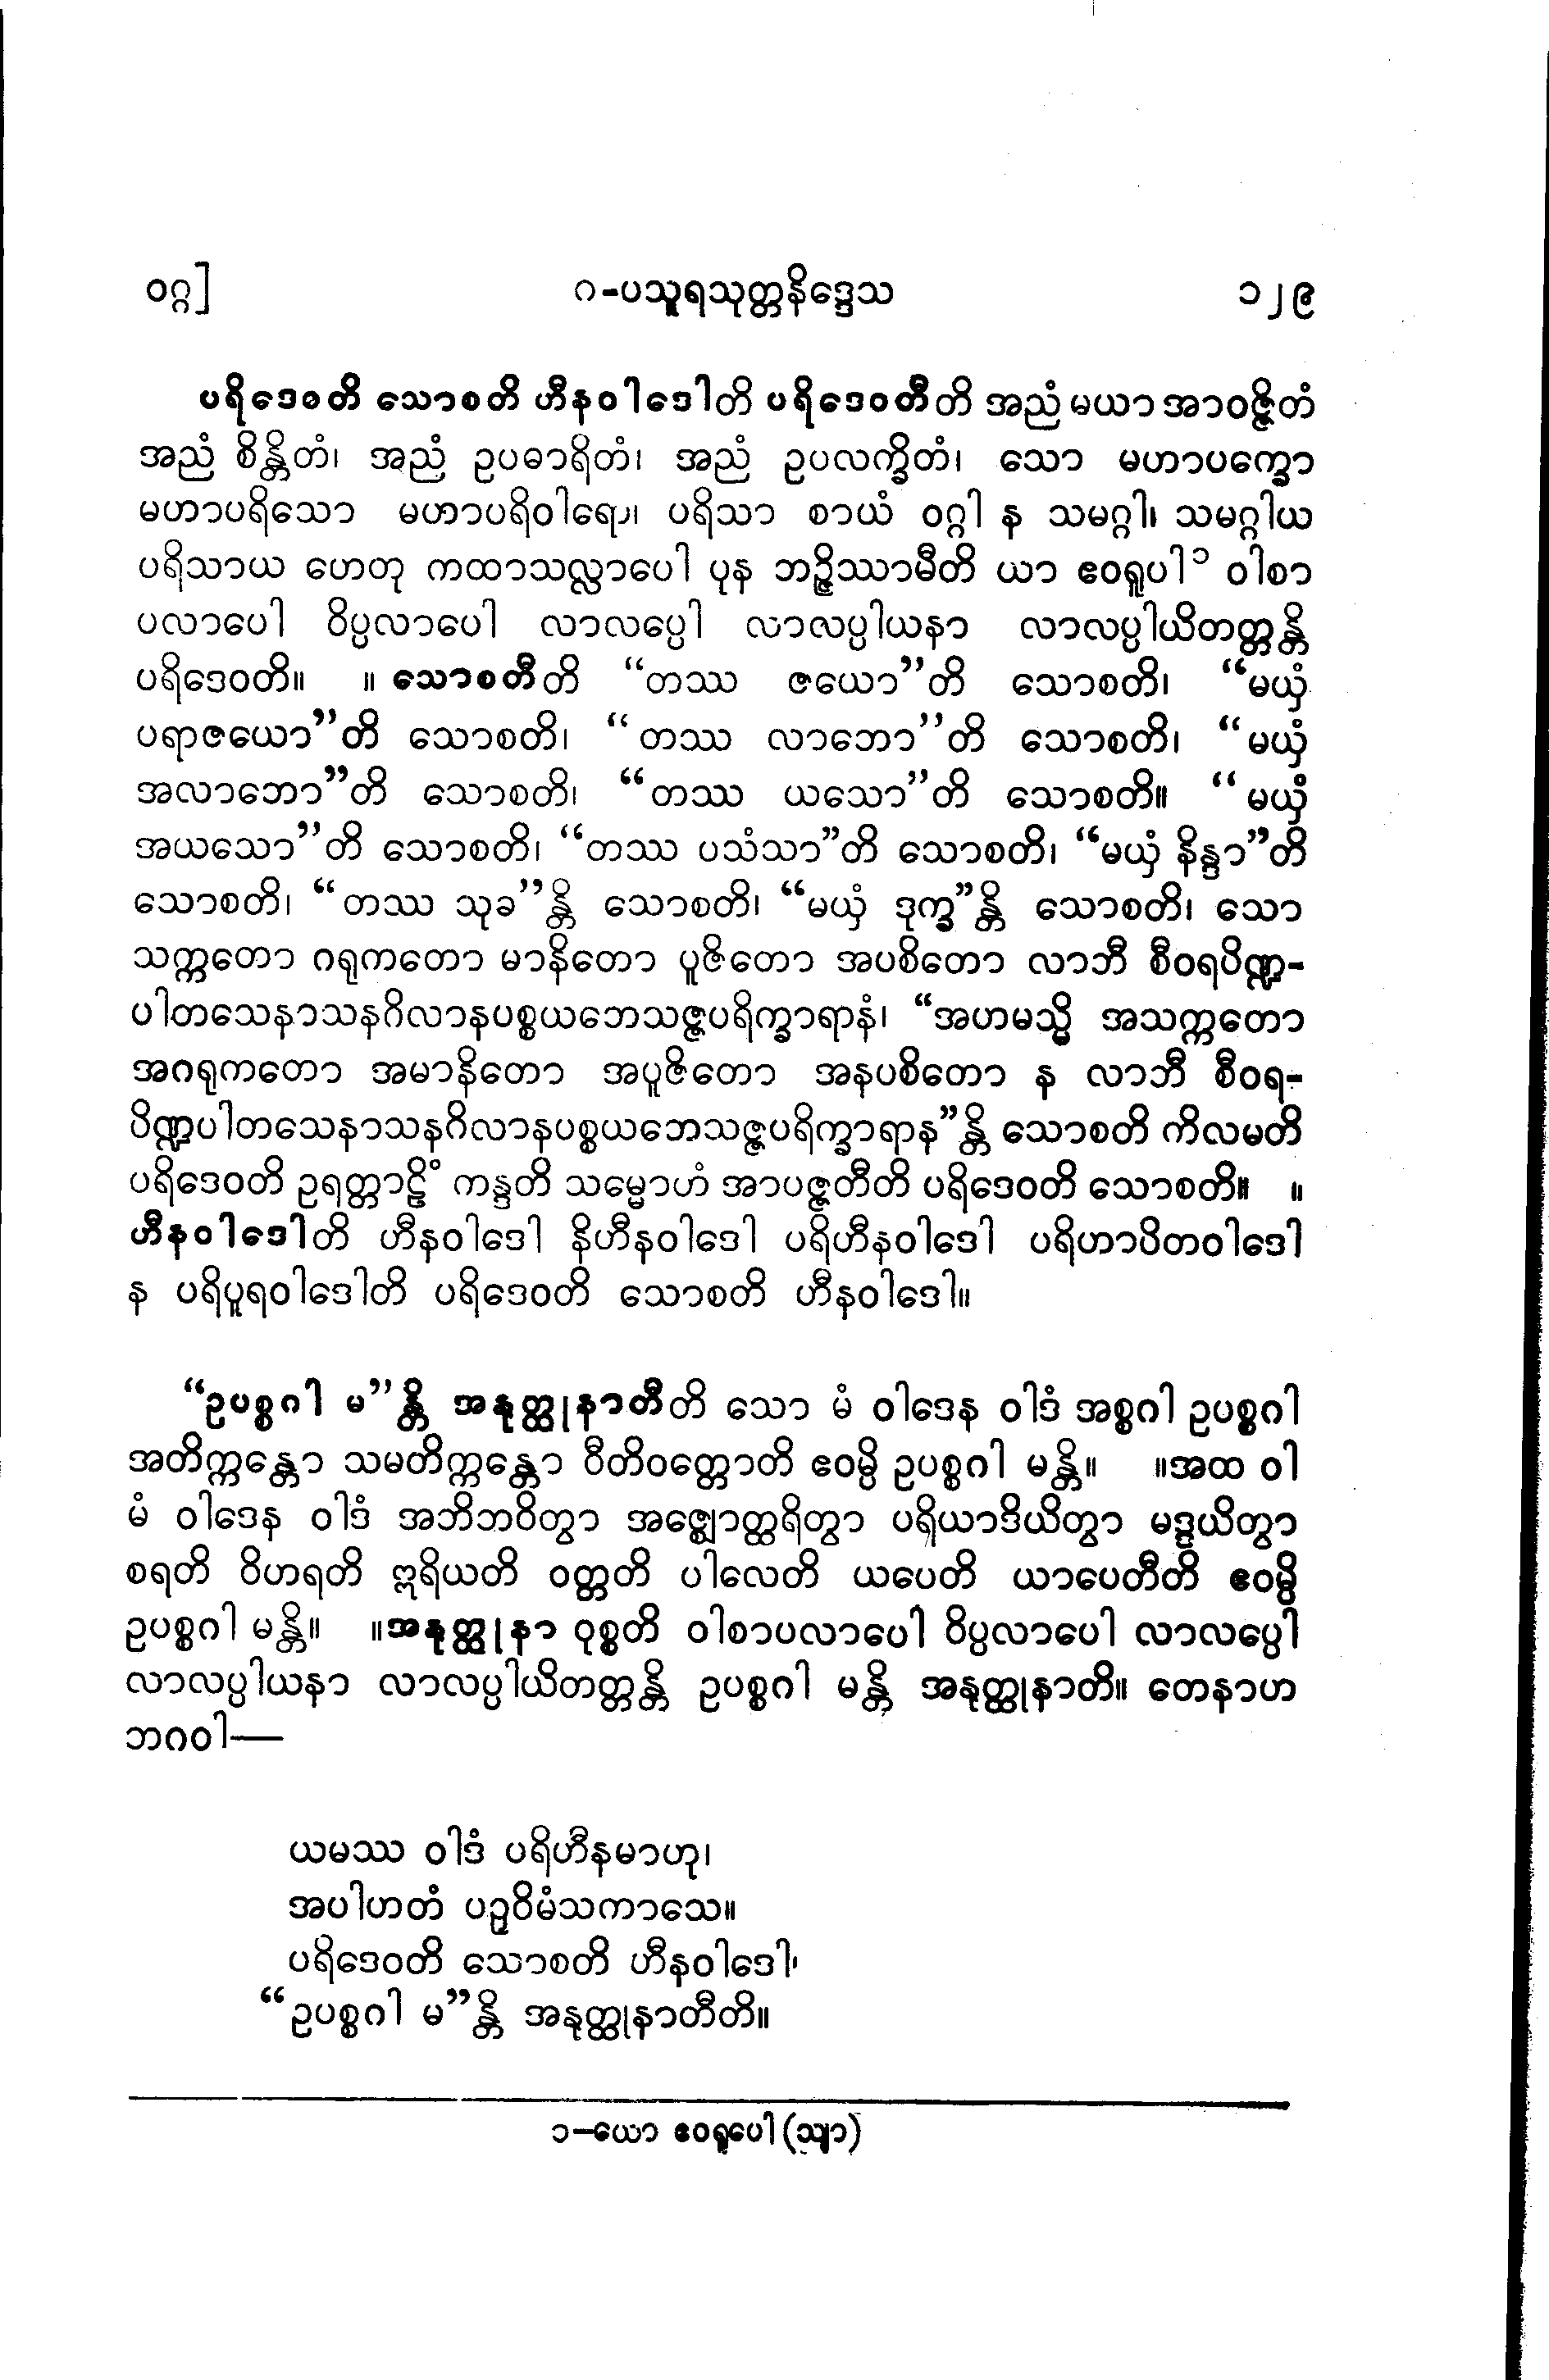 ဝဂ္ဂ] ၈-ပသူရသုတ္တနိဒ္ဒေသ ၁၂၉
ပရိဒေဝတိ သောစတိ ဟီနဝါဒေါတိ ပရိဒေဝတီတိ အညံ မယာ အာဝဇ္ဇိတံ
အညံ စိန္တိတံ၊ အညံ ဥပဓာရိတံ၊ အညံ ဥပလက္ခိတံ၊ သော မဟာပက္ခော
မဟာပရိသော မဟာပရိဝါရော၊ ပရိသာ စာယံ ဝဂ္ဂါ န သမဂ္ဂါ၊ သမဂ္ဂါယ
ပရိသာယ ဟေတု ကထာသလ္လာပေါ ပုန ဘဉ္ဇိဿာမီတိ ယာ ဧဝရူပါ ၁ ဝါစာ
ပလာပေါ ဝိပ္ပလာပေါ လာလပ္ပေါ လာလပ္ပါယနာ လာလပ္ပါယိတတ္တန္တိ
ပရိဒေဝတိ။ ။ သောစတီတိ “တဿ ဇယော”တိ သောစတိ၊ “မယှံ
ပရာဇယော”တိ သောစတိ၊ “တဿ လာဘော”တိ သောစတိ၊ “မယှံ
အလာဘော”တိ သောစတိ၊ “တဿ ယသော”တိ သောစတိ။ “မယှံ
အယသော”တိ သောစတိ၊ “တဿ ပသံသာ”တိ သောစတိ၊ “မယှံ နိန္ဒာ”တိ
သောစတိ၊ “တဿ သုခ”န္တိ သောစတိ၊ “မယှံ ဒုက္ခ”န္တိ သောစတိ၊ သော
သက္ကတော ဂရုကတော မာနိတော ပူဇိတော အပစိတော လာဘီ စီဝရပိဏ္ဍ-
ပါတသေနာသနဂိလာနပစ္စယဘေသဇ္ဇပရိက္ခာရာနံ၊ “အဟမသ္မိ အသက္ကတော
အဂရုကတော အမာနိတော အပူဇိတော အနပစိတော န လာဘီ စီဝရ-
ပိဏ္ဍပါတသေနာသနဂိလာနပစ္စယဘေသဇ္ဇပရိက္ခာရာန”န္တိ သောစတိ ကိလမတိ
ပရိဒေဝတိ ဥရတ္တာဠိံ ကန္ဒတိ သမ္မောဟံ အာပဇ္ဇတီတိ ပရိဒေဝတိ သောစတိ။ ။
ဟီနဝါဒေါတိ ဟီနဝါဒေါ နိဟီနဝါဒေါ ပရိဟီနဝါဒေါ ပရိဟာပိတဝါဒေါ
န ပရိပူရဝါဒေါတိ ပရိဒေဝတိ သောစတိ ဟီနဝါဒေါ။
“ဥပစ္စဂါ မ”န္တိ အနုတ္ထုနာတီတိ သော မံ ဝါဒေန ဝါဒံ အစ္စဂါ ဥပစ္စဂါ
အတိက္ကန္တော သမတိက္ကန္တော ဝီတိဝတ္တောတိ ဧဝမ္ပိ ဥပစ္စဂါ မန္တိ။ ။အထ ဝါ
မံ ဝါဒေန ဝါဒံ အဘိဘဝိတွာ အဇ္ဈောတ္ထရိတွာ ပရိယာဒိယိတွာ မဒ္ဒယိတွာ
စရတိ ဝိဟရတိ ဣရိယတိ ဝတ္တတိ ပါလေတိ ယပေတိ ယာပေတီတိ ဧဝမ္ပိ
ဥပစ္စဂါ မန္တိ။ ။အနုတ္ထုနာ ဝုစ္စတိ ဝါစာပလာပေါ ဝိပ္ပလာပေါ လာလပ္ပေါ
လာလပ္ပါယနာ လာလပ္ပါယိတတ္တန္တိ ဥပစ္စဂါ မန္တိ အနုတ္ထုနာတိ။ တေနာဟ
ဘဂဝါ—
ယမဿ ဝါဒံ ပရိဟီနမာဟု၊
အပါဟတံ ပဉှဝိမံသကာသေ။
ပရိဒေဝတိ သောစတိ ဟီနဝါဒေါ၊
“ဥပစ္စဂါ မ”န္တိ အနုတ္ထုနာတီတိ။
၁-ယော ဧဝရူပေါ (သျာ)